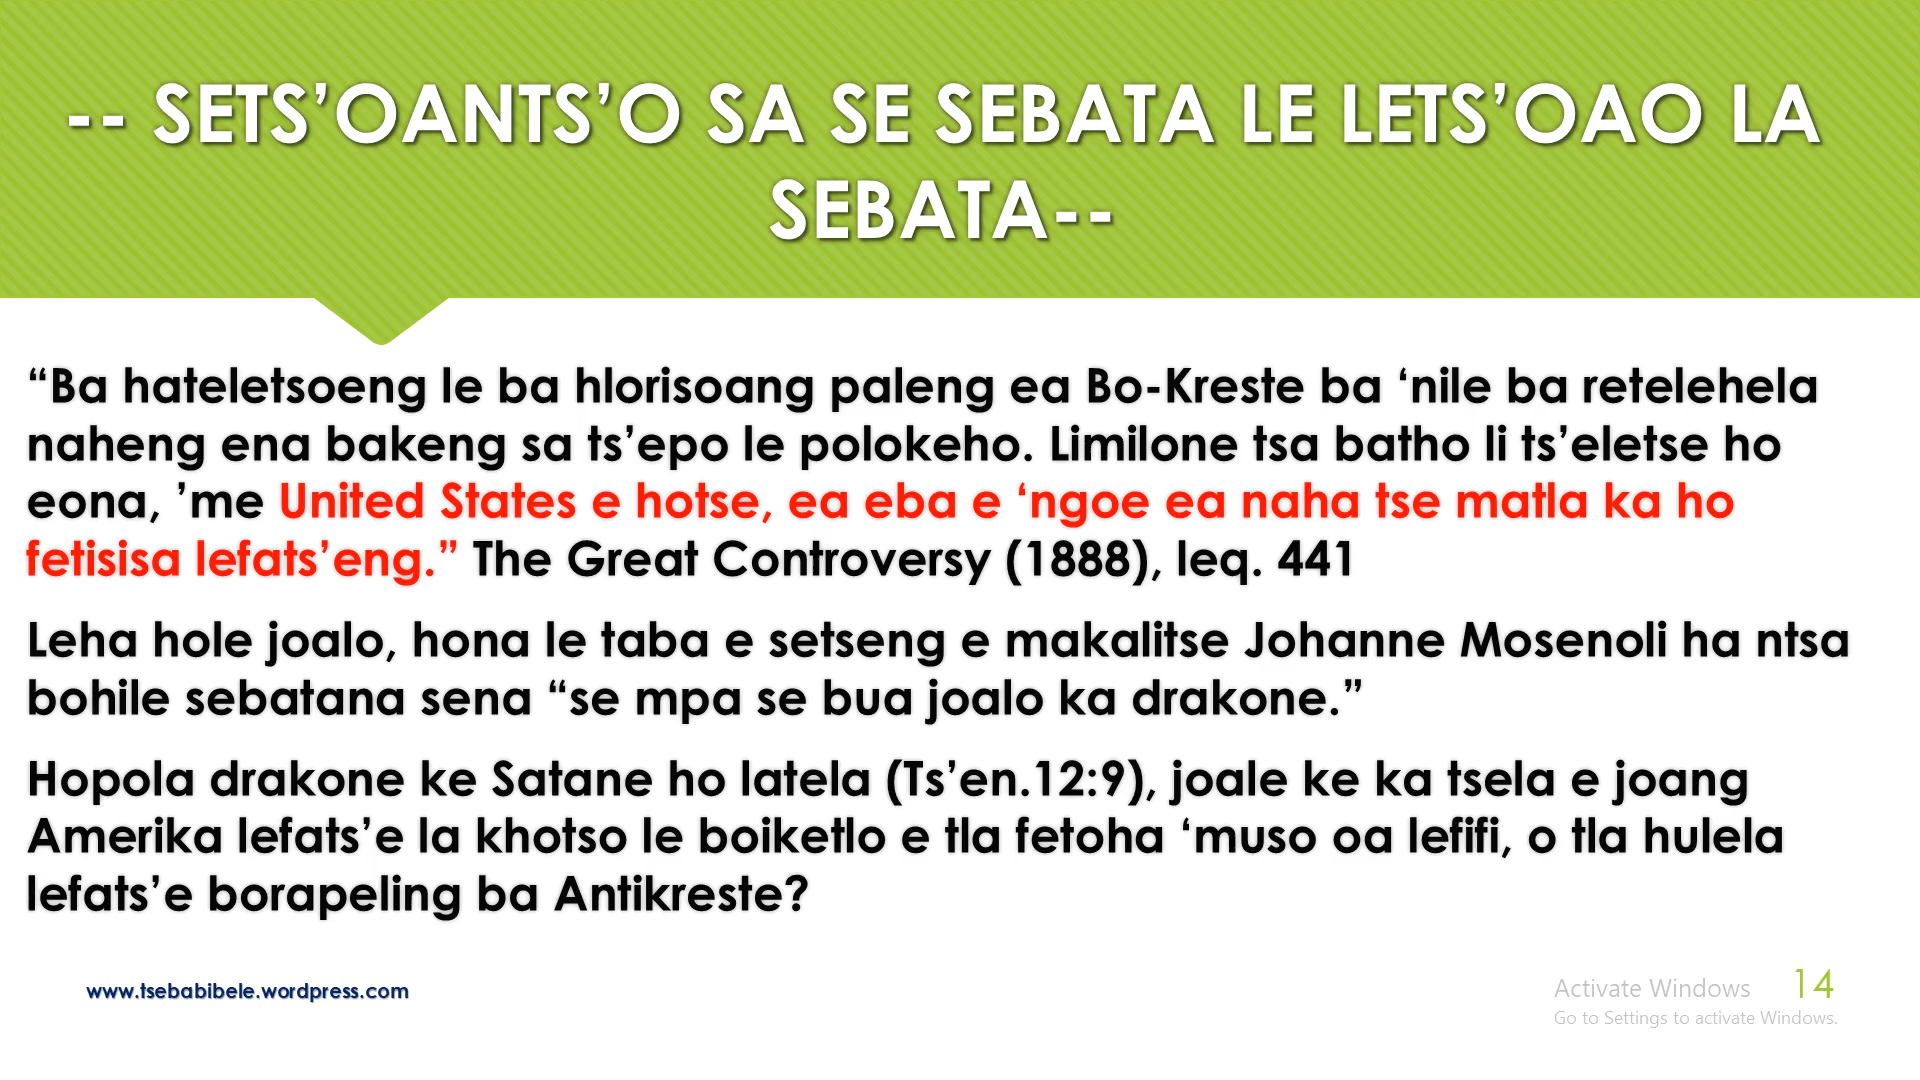 -- SETS’OANTS’O SA SE SEBATA LE LETS’OAO LA
SEBATA--
“Ba hateletsoeng le ba hlorisoang paleng ea Bo-Kreste ba ‘nile ba retelehela
naheng ena bakeng sa ts’epo le polokeho. Limilone tsa batho li ts’eletse ho
eona, ’me United States e hotse, ea eba e ‘ngoe ea naha tse matla ka ho
fetisisa lefats’eng.” The Great Controversy (1888), leq. 441
Leha hole joalo, hona le taba e setseng e makalitse Johanne Mosenoli ha ntsa
bohile sebatana sena “se mpa se bua joalo ka drakone.”
Hopola drakone ke Satane ho latela (Ts’en.12:9), joale ke ka tsela e joang
Amerika lefats’e la khotso le boiketlo e tla fetoha ‘muso oa lefifi, o tla hulela
lefats’e borapeling ba Antikreste?
www.tsebabibele.wordpress.com
14
Activate Windows
Go to Settings to activate Windows.